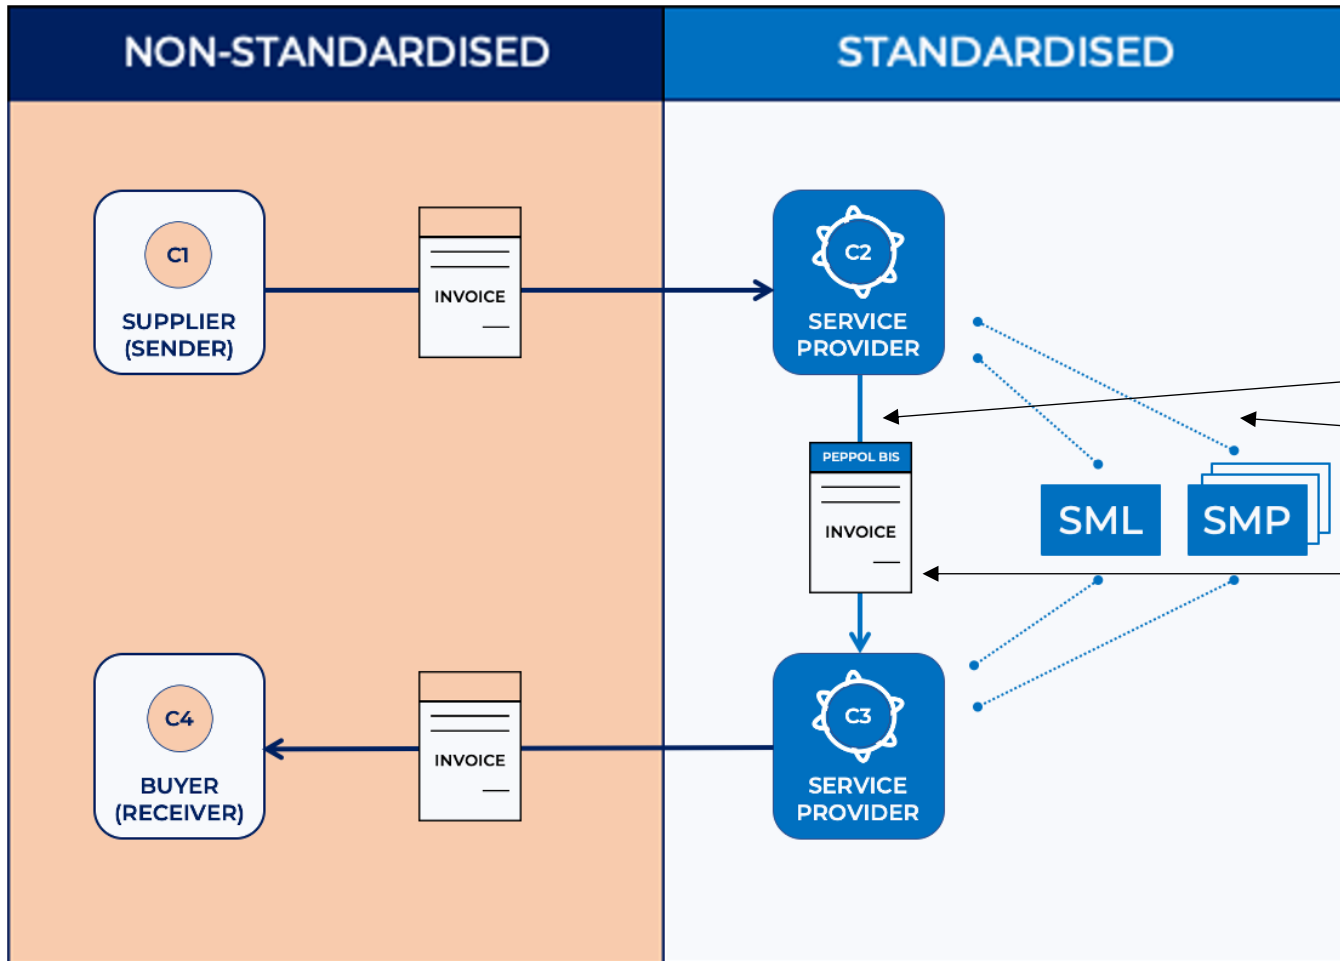 NON-STANDARDISED
STANDARDISED
C1
SUPPLIER
(SENDER)
INVOICE
C2
SERVICE
PROVIDER
PEPPOL BIS
INVOICE
SML
SMP
C4
BUYER
(RECEIVER)
INVOICE
C3
SERVICE
PROVIDER